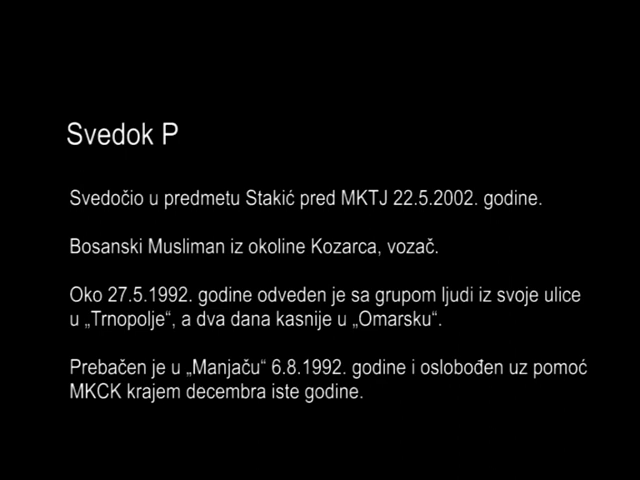 Svedok P
Svedočio u predmetu Stakić pred MKTJ 22.5.2002. godine.
Bosanski Musliman iz okoline Kozarca, vozač.
Oko 27.5.1992. godine odveden je sa grupom ljudi iz svoje ulice
u „Trnopolje“, a dva dana kasnije u „Omarsku“.
Prebačen je u „Manjaču“ 6.8.1992. godine i oslobođen uz pomoć
MKCK krajem decembra iste godine.